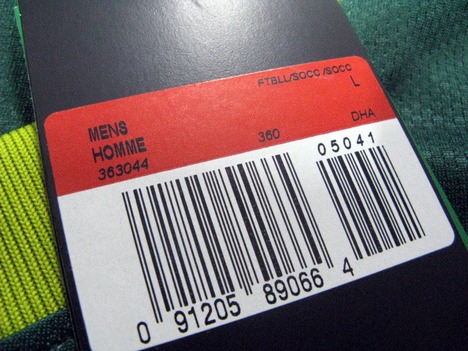 FTBLL/SOCC/SOCC
L
MENS
HOMME
363044
360
DHA
05041
0 91205 89066 4